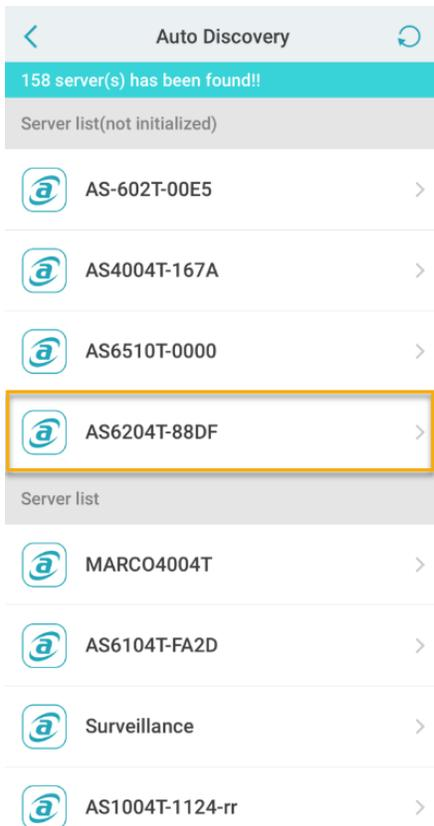 Auto Discovery
158 server(s) has been found!!
Server list(not initialized)
AS-602T-00E5
AS4004T-167A
AS6510T-0000
AS6204T-88DF
Server list
MARCO4004T
AS6104T-FA2D
Surveillance
AS1004T-1124-rr